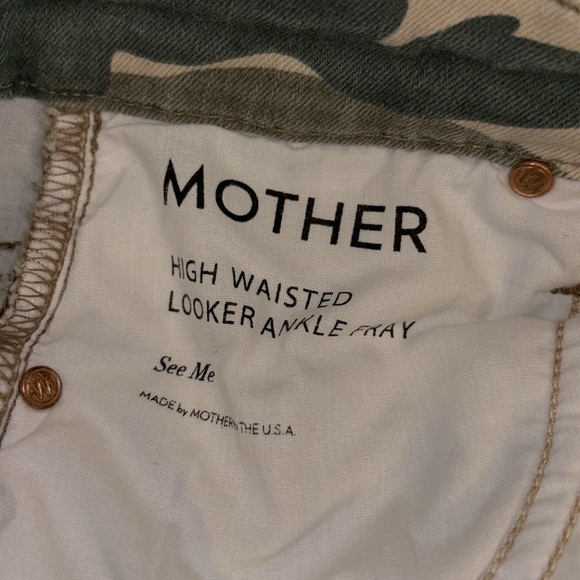 MOTHER
HIGH WAISTED
LOOKER ANKLE FRAY
See Me
MADE by MOTHER IN THE U.S.A.